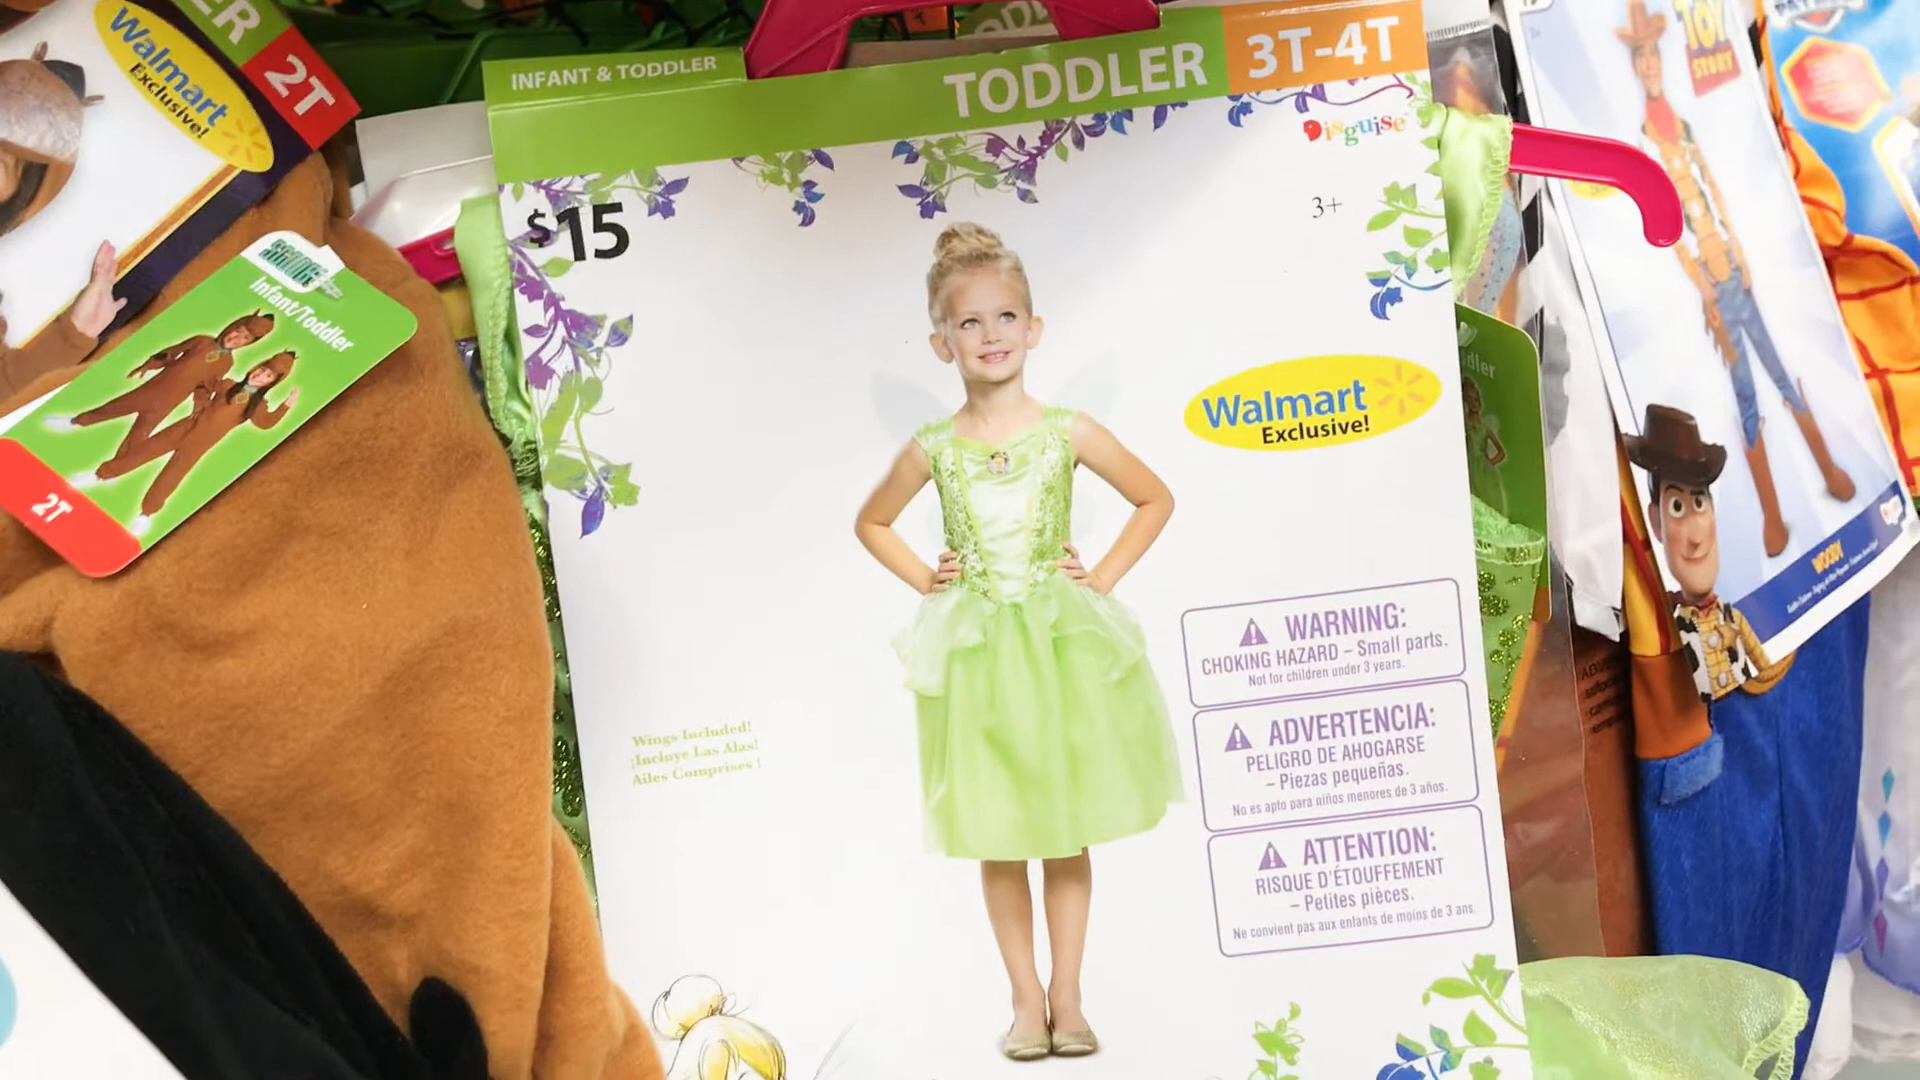 Walmart
Exclusive!
2T
Infant/Toddler
2T
INFANT & TODDLER
TODDLER
3T-4T
Disguise
$15
3+
Walmart
Exclusive!
WARNING:
CHOKING HAZARD – Small parts.
Not for children under 3 years.
ADVERTENCIA:
PELIGRO DE AHOGARSE
– Piezas pequeñas.
No es apto para niños menores de 3 años.
ATTENTION:
RISQUE D'ÉTOUFFEMENT
– Petites pièces.
Ne convient pas aux enfants de moins de 3 ans.
Wings Included!
¡Incluye Las Alas!
Ailes Comprises !
TOY
STORY
WOODY